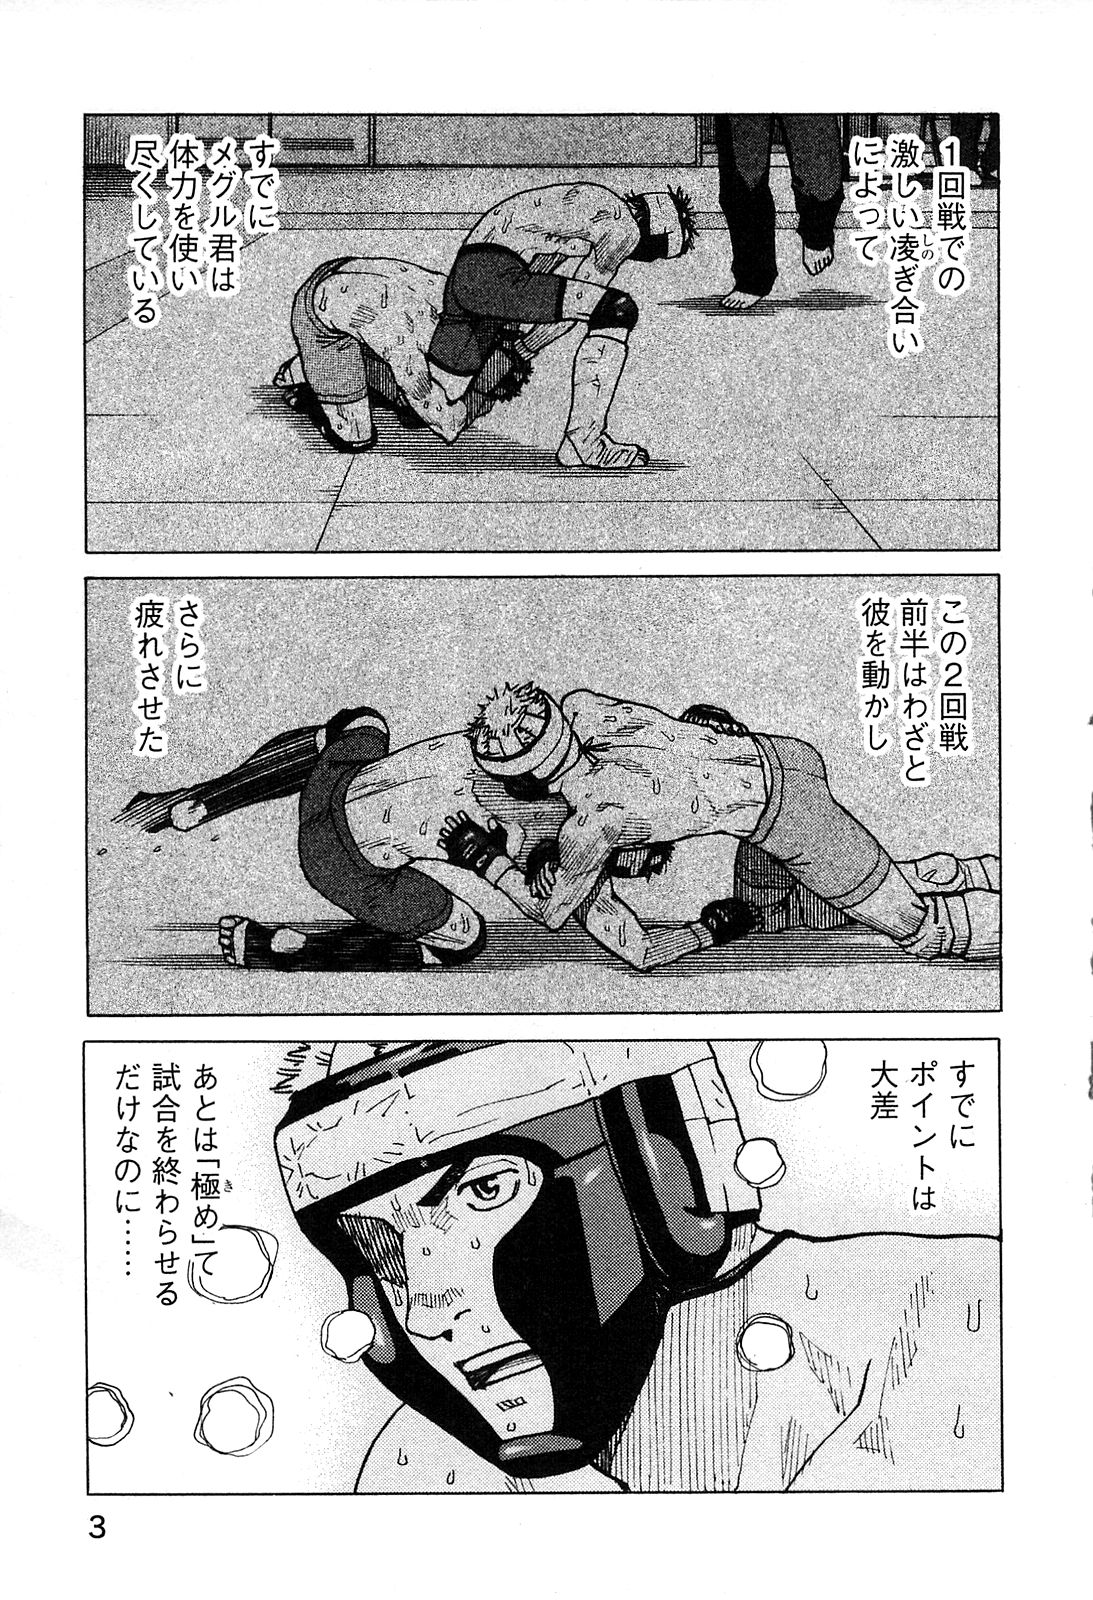 1回戦での
激しい凌ぎ合い
しの
によって
すでに
メグル君は
体力を使い
尽くしている
この2回戦
前半はわざと
彼を動かし
さらに
疲れさせた
すでに
ポイントは
大差
あとは「極め」て
き
試合を終わらせる
だけなのに……
3